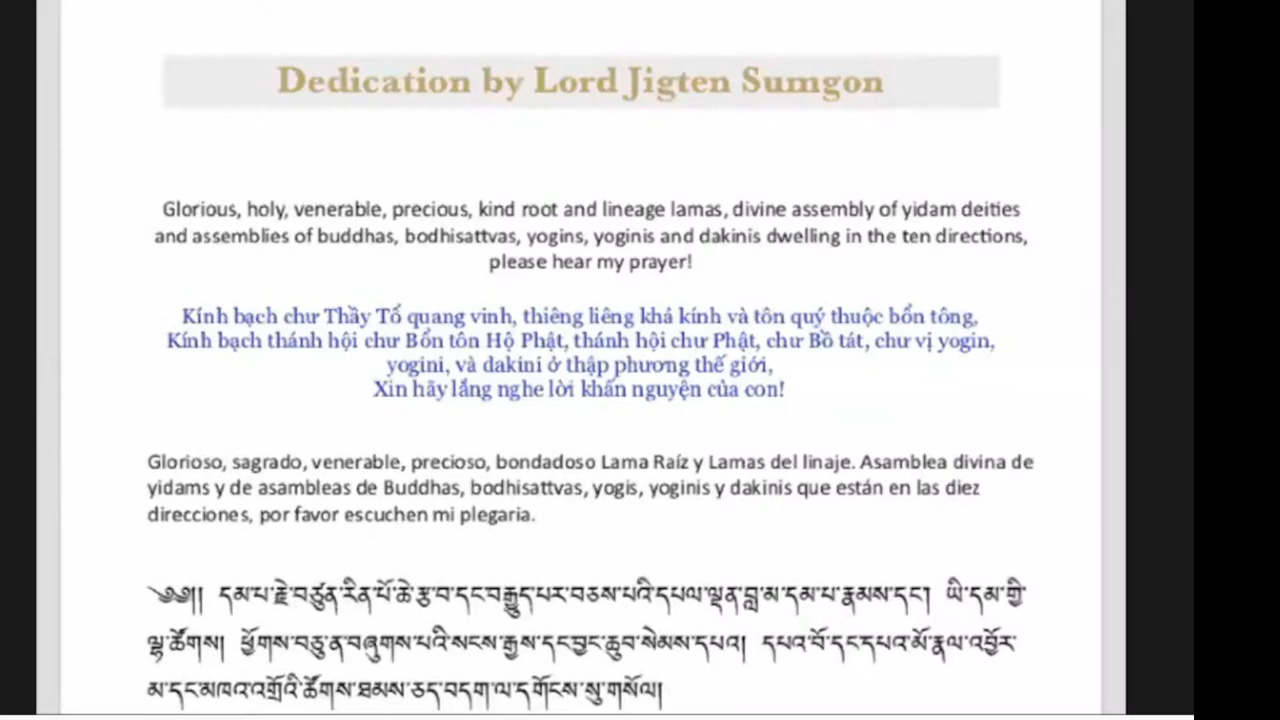 Dedication by Lord Jigten Sumgon
Glorious, holy, venerable, precious, kind root and lineage lamas, divine assembly of yidam deities
and assemblies of buddhas, bodhisattvas, yogins, yoginis and dakinis dwelling in the ten directions,
please hear my prayer!
Kính bạch chư Thầy Tổ quang vinh, thiêng liêng khả kính và tôn quý thuộc bổn tông,
Kính bạch thánh hội chư Bổn tôn Hộ Phật, thánh hội chư Phật, chư Bồ tát, chư vị yogin,
yogini, và dakini ở thập phương thế giới,
Xin hãy lắng nghe lời khẩn nguyện của con!
Glorioso, sagrado, venerable, precioso, bondadoso Lama Raíz y Lamas del linaje. Asamblea divina de
yidams y de asambleas de Buddhas, bodhisattvas, yogis, yoginis y dakinis que están en las diez
direcciones, por favor escuchen mi plegaria.
༄༅།། དམ་པ་རྗེ་བཙུན་རིན་པོ་ཆེ་རྩ་བ་དང་བརྒྱུད་པར་བཅས་པའི་དཔལ་ལྡན་བླ་མ་དམ་པ་རྣམས་དང་། ཡི་དམ་གྱི་
ལྷ་ཚོགས། ཕྱོགས་བཅུ་ན་བཞུགས་པའི་སངས་རྒྱས་དང་བྱང་ཆུབ་སེམས་དཔའ། དཔའ་བོ་དང་དཔའ་མོ་རྣལ་འབྱོར་
མ་དང་མཁའ་འགྲོའི་ཚོགས་ཐམས་ཅད་བདག་ལ་དགོངས་སུ་གསོལ།